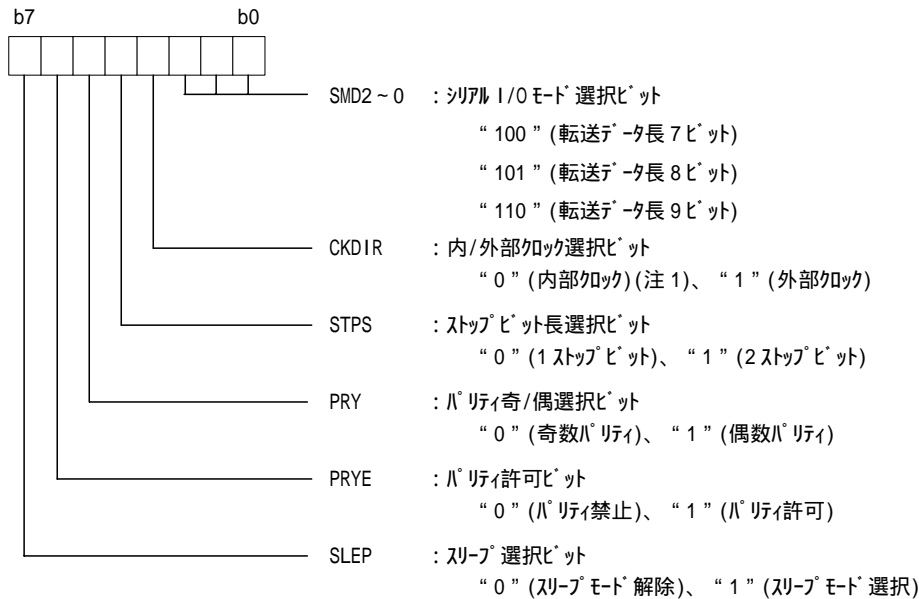 b7 b0
SMD2 ~ 0 : ｼﾘｱﾙ I/O ﾓｰﾄﾞ選択ﾋﾞｯﾄ
“ 100 ” (転送ﾃﾞｰﾀ長 7 ﾋﾞｯﾄ)
“ 101 ” (転送ﾃﾞｰﾀ長 8 ﾋﾞｯﾄ)
“ 110 ” (転送ﾃﾞｰﾀ長 9 ﾋﾞｯﾄ)
CKDIR : 内/外部ｸﾛｯｸ選択ﾋﾞｯﾄ
“ 0 ” (内部ｸﾛｯｸ)(注 1)、 “ 1 ” (外部ｸﾛｯｸ)
STPS : ｽﾄｯﾌﾟﾋﾞｯﾄ長選択ﾋﾞｯﾄ
“ 0 ” (1 ｽﾄｯﾌﾟﾋﾞｯﾄ)、 “ 1 ” (2 ｽﾄｯﾌﾟﾋﾞｯﾄ)
PRY : ﾊﾟﾘﾃｨ奇/偶選択ﾋﾞｯﾄ
“ 0 ” (奇数ﾊﾟﾘﾃｨ)、 “ 1 ” (偶数ﾊﾟﾘﾃｨ)
PRYE : ﾊﾟﾘﾃｨ許可ﾋﾞｯﾄ
“ 0 ” (ﾊﾟﾘﾃｨ禁止)、 “ 1 ” (ﾊﾟﾘﾃｨ許可)
SLEP : ｽﾘｰﾌﾟ選択ﾋﾞｯﾄ
“ 0 ” (ｽﾘｰﾌﾟﾓｰﾄﾞ解除)、 “ 1 ” (ｽﾘｰﾌﾟﾓｰﾄﾞ選択)